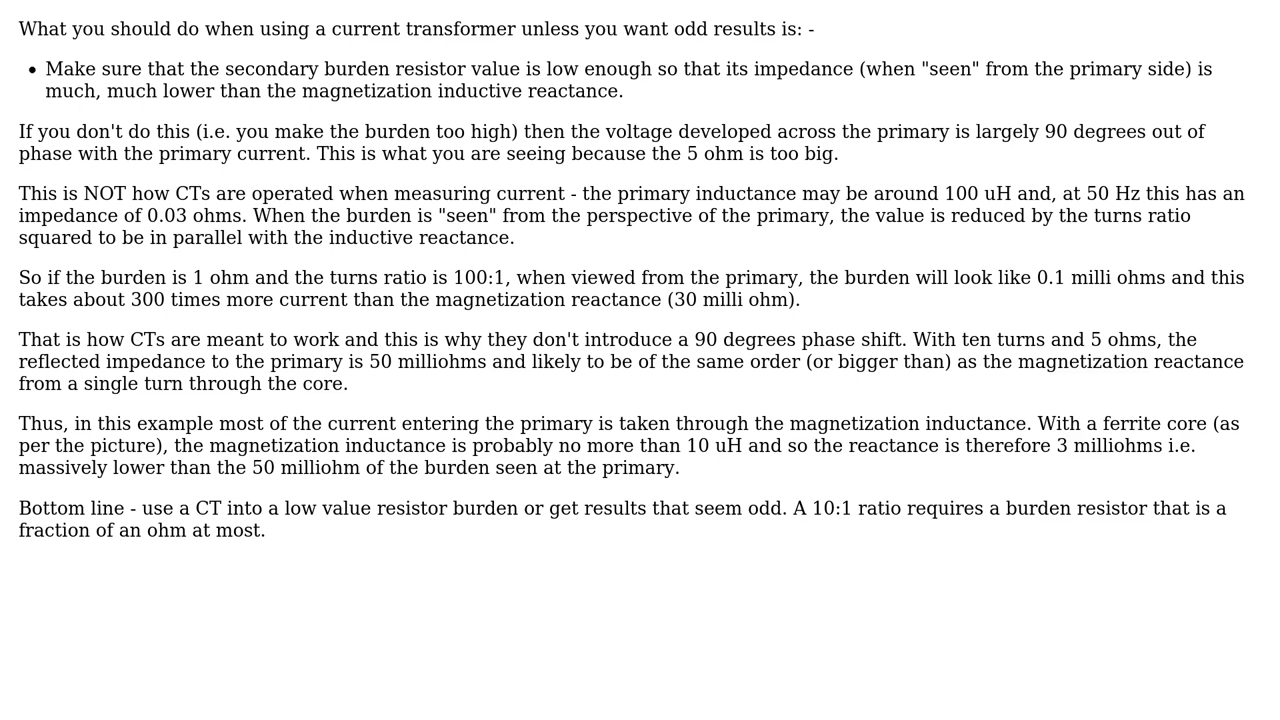 What you should do when using a current transformer unless you want odd results is: -
• Make sure that the secondary burden resistor value is low enough so that its impedance (when "seen" from the primary side) is
much, much lower than the magnetization inductive reactance.
If you don't do this (i.e. you make the burden too high) then the voltage developed across the primary is largely 90 degrees out of
phase with the primary current. This is what you are seeing because the 5 ohm is too big.
This is NOT how CTs are operated when measuring current - the primary inductance may be around 100 uH and, at 50 Hz this has an
impedance of 0.03 ohms. When the burden is "seen" from the perspective of the primary, the value is reduced by the turns ratio
squared to be in parallel with the inductive reactance.
So if the burden is 1 ohm and the turns ratio is 100:1, when viewed from the primary, the burden will look like 0.1 milli ohms and this
takes about 300 times more current than the magnetization reactance (30 milli ohm).
That is how CTs are meant to work and this is why they don't introduce a 90 degrees phase shift. With ten turns and 5 ohms, the
reflected impedance to the primary is 50 milliohms and likely to be of the same order (or bigger than) as the magnetization reactance
from a single turn through the core.
Thus, in this example most of the current entering the primary is taken through the magnetization inductance. With a ferrite core (as
per the picture), the magnetization inductance is probably no more than 10 uH and so the reactance is therefore 3 milliohms i.e.
massively lower than the 50 milliohm of the burden seen at the primary.
Bottom line - use a CT into a low value resistor burden or get results that seem odd. A 10:1 ratio requires a burden resistor that is a
fraction of an ohm at most.